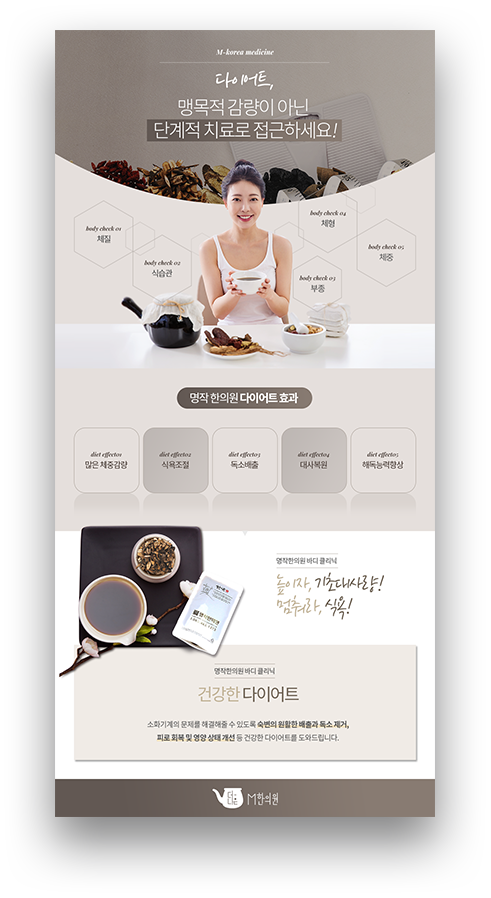 M-korea medicine
다이어트,
맹목적 감량이 아닌
단계적 치료로 접근하세요!
body check 01
체질
body check 02
식습관
body check 04
체형
body check 05
체중
body check 03
부종
명작 한의원 다이어트 효과
diet effect01
많은 체중감량
diet effect02
식욕조절
diet effect03
독소배출
diet effect04
대사복원
diet effect05
해독능력향상
명작한의원 바디 클리닉
높이자, 기초대사량!
멈춰라, 식욕!
명작한의원 바디 클리닉
건강한 다이어트
소화기계의 문제를 해결해줄 수 있도록 숙변의 원활한 배출과 독소 제거,
피로 회복 및 영양 상태 개선 등 건강한 다이어트를 도와드립니다.
M한의원